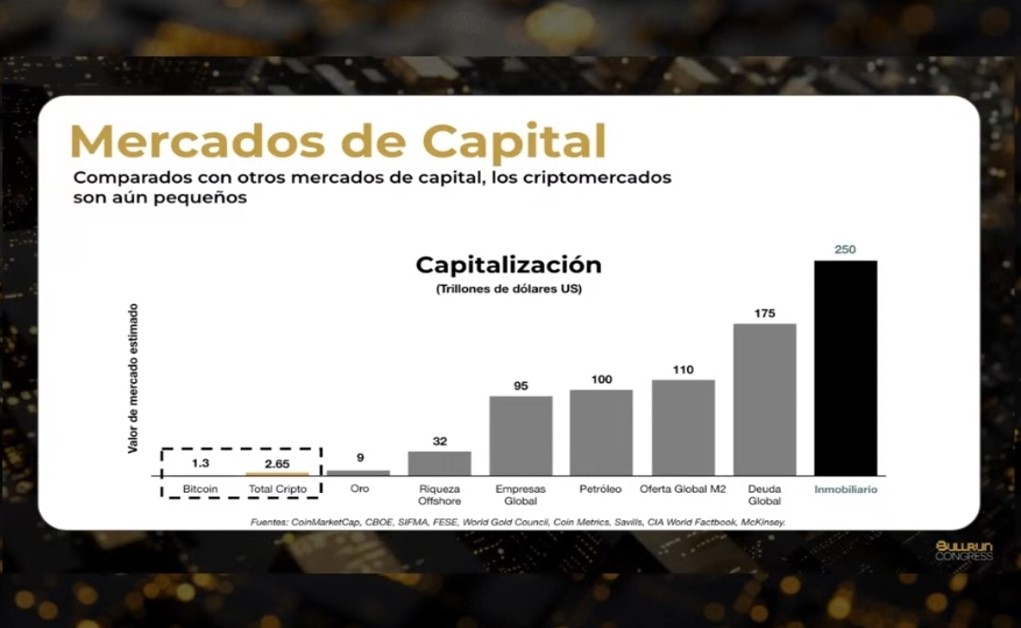 Mercados de Capital
Comparados con otros mercados de capital, los criptomercados
son aún pequeños
Capitalización
(Trillones de dólares US)
Valor de mercado estimado
1.3
2.65
9
32
95
100
110
175
250
Bitcoin
Total Cripto
Oro
Riqueza
Offshore
Empresas
Global
Petróleo
Oferta Global M2
Deuda
Global
Inmobiliario
Fuentes: CoinMarketCap, CBOE, SIFMA, FESE, World Gold Council, Coin Metrics, Savills, CIA World Factbook, McKinsey.
BULLRUN
CONGRESS